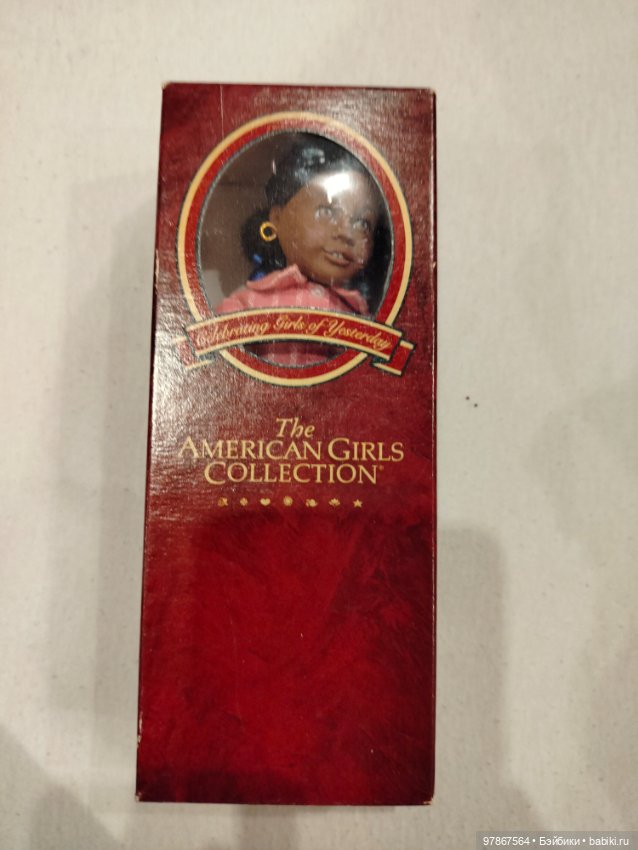 Celebrating Girls of Yesterday
The
AMERICAN GIRLS
COLLECTION®
97867564 • Бэйбики • babiki.ru